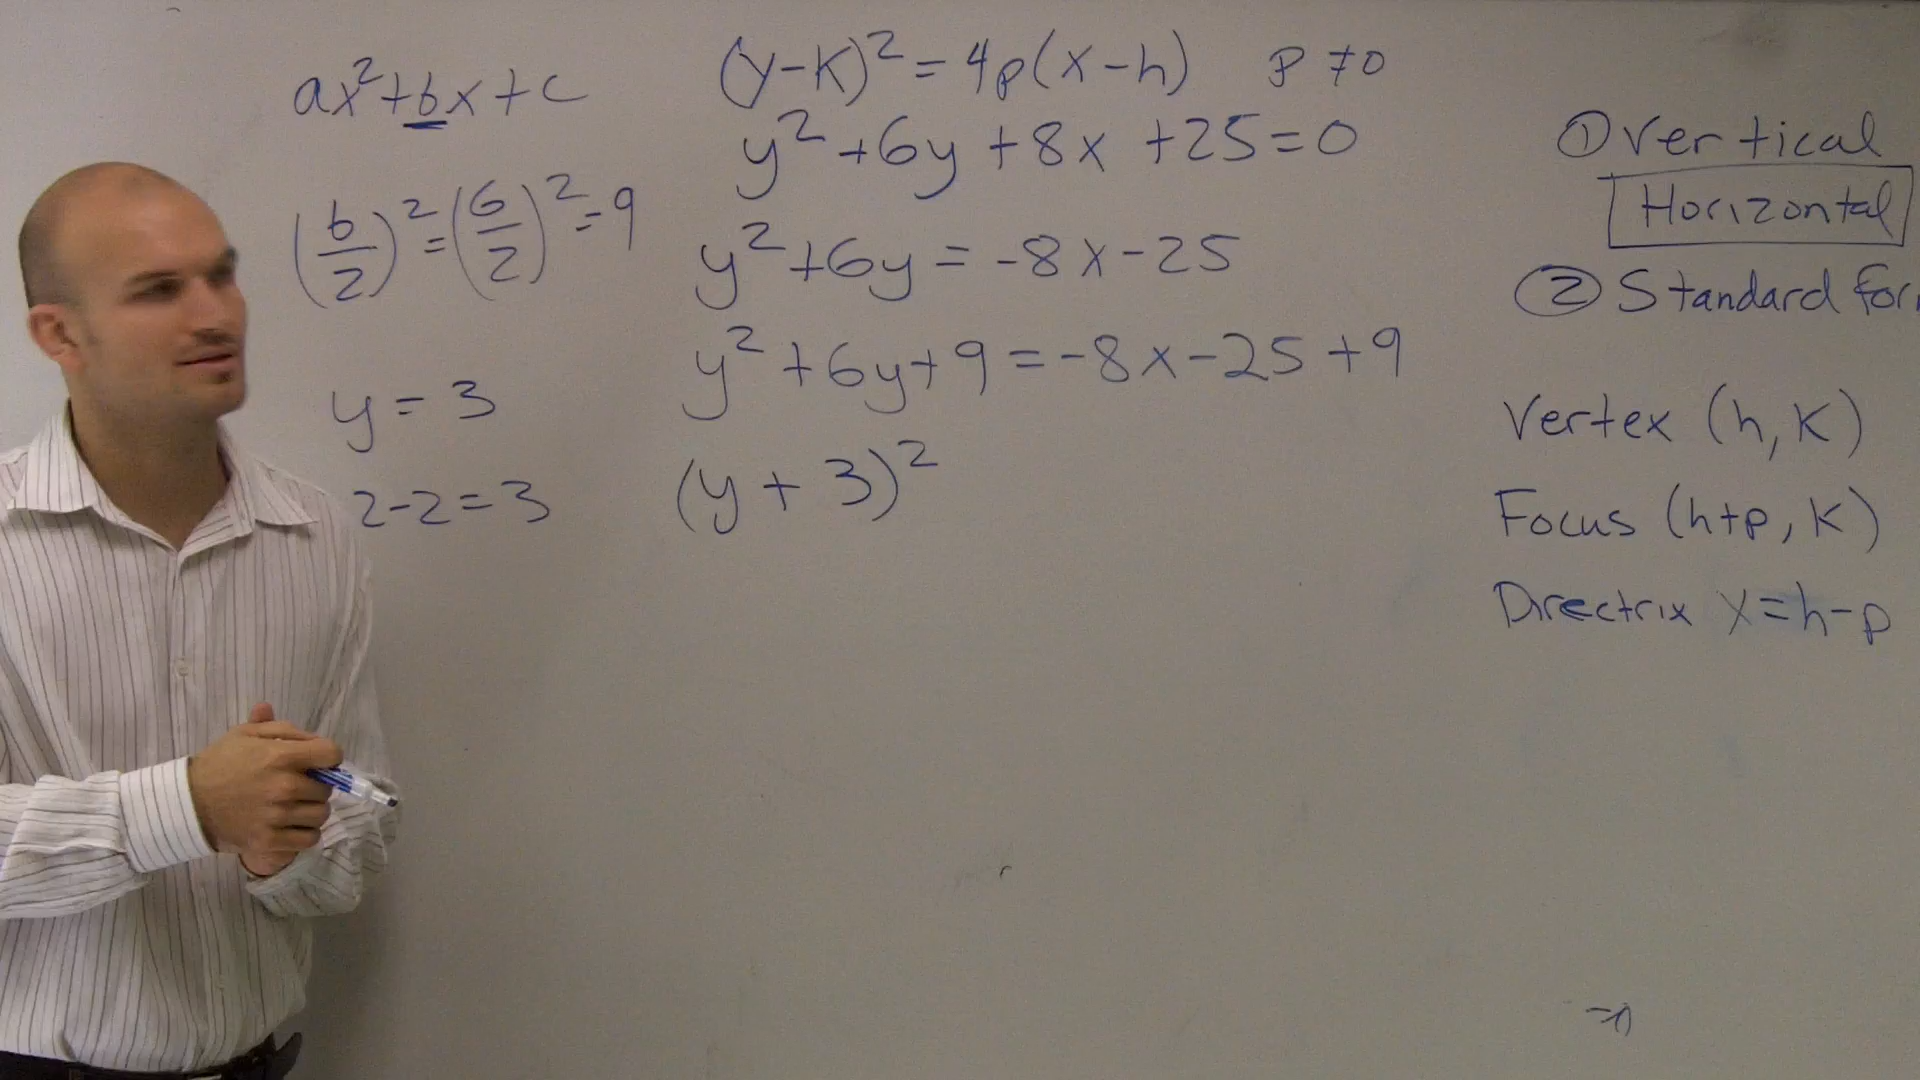 ax²+bx+c
(b/2)²=(6/2)²=9
y=3
2-2=3
(y-k)²=4p(x-h) p≠0
y²+6y+8x+25=0
y²+6y=-8x-25
y²+6y+9=-8x-25+9
(y+3)²
① Vertical
Horizontal
② Standard For
Vertex (h,k)
Focus (h+p,k)
Directrix x=h-p